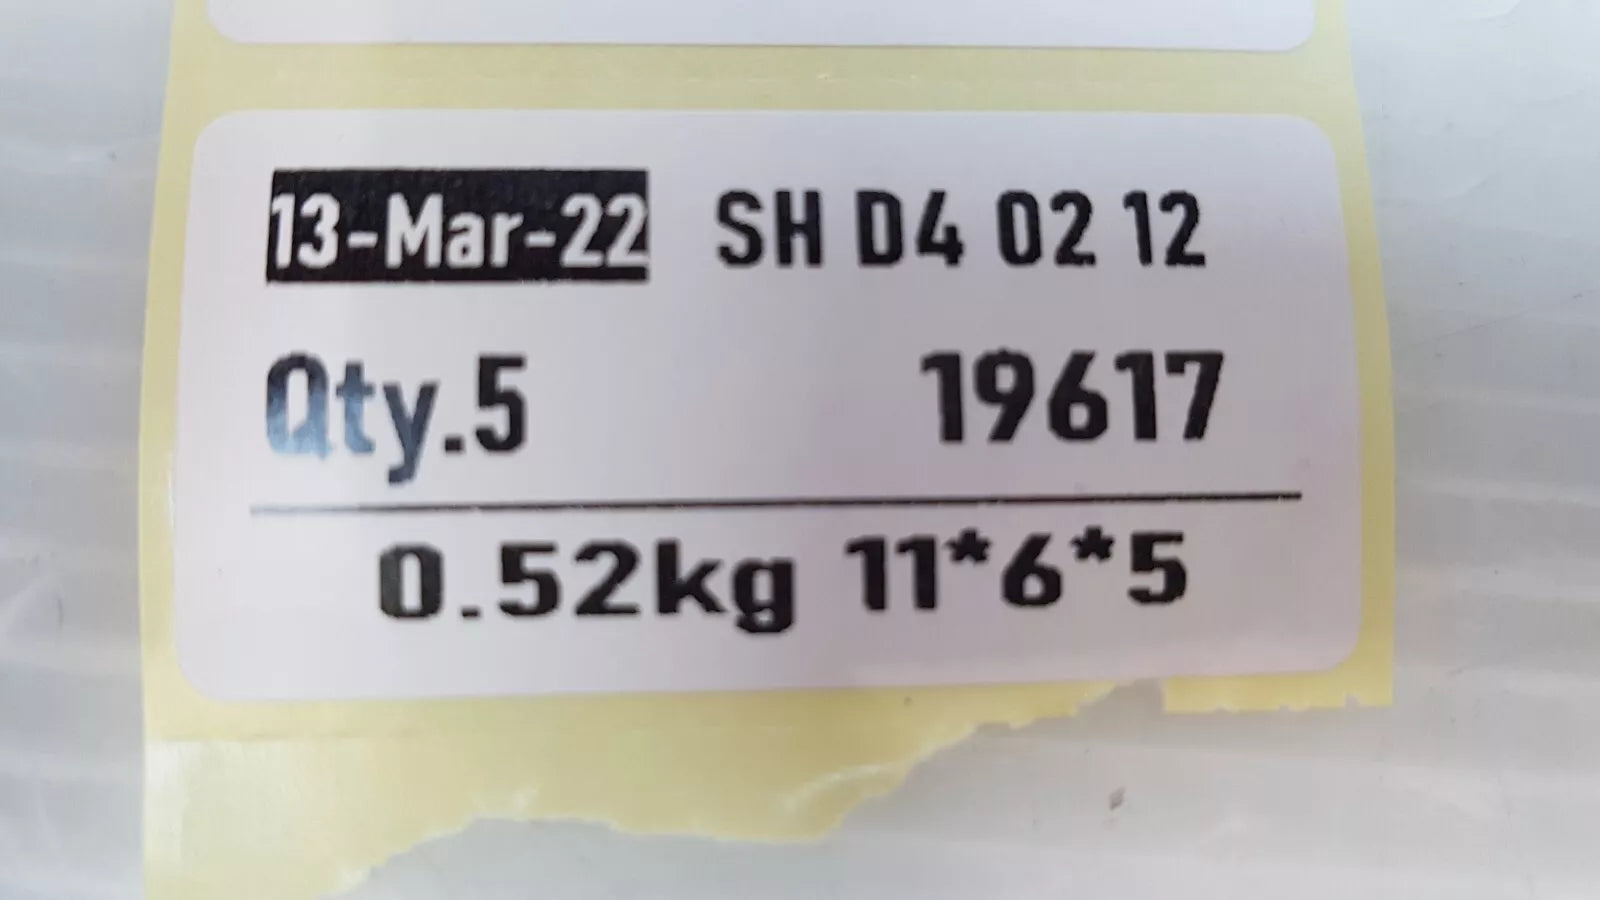 13-Mar-22 SH D4 02 12
Qty.5 19617
0.52kg 11*6*5